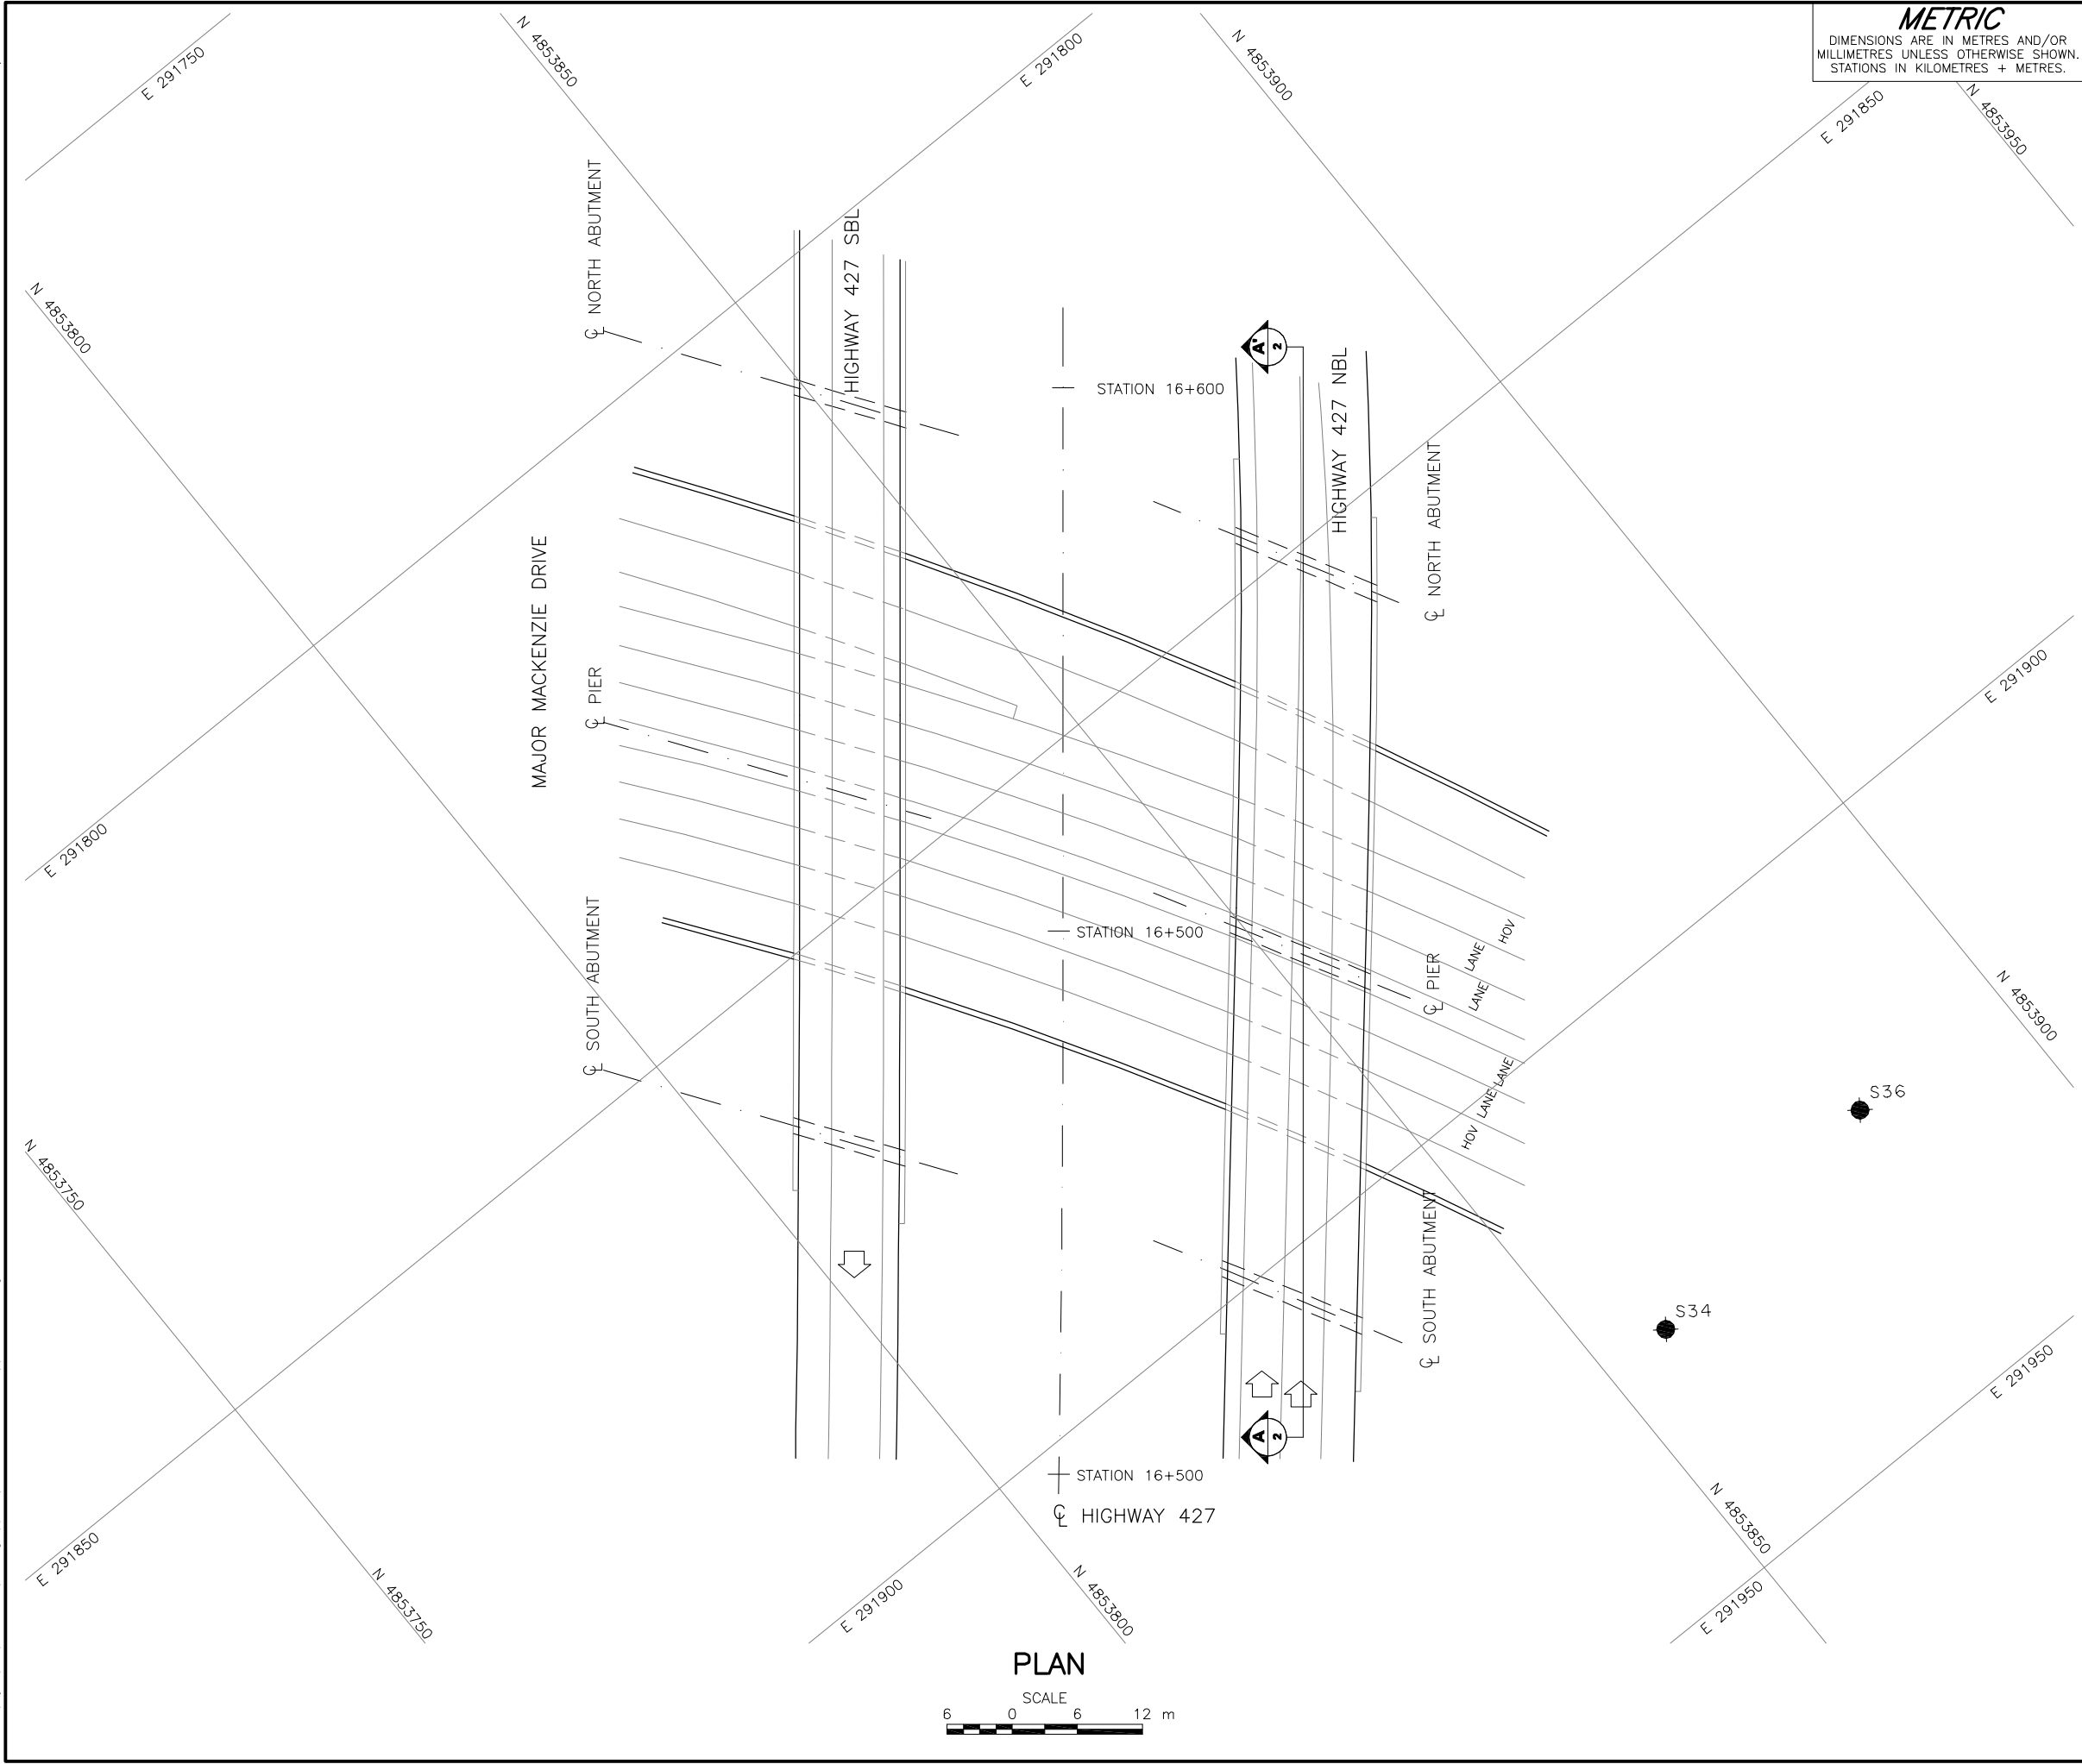 METRIC
DIMENSIONS ARE IN METRES AND/OR
MILLIMETRES UNLESS OTHERWISE SHOWN.
STATIONS IN KILOMETRES + METRES.
E 291750
N 4853850
E 291800
N 4853900
E 291850
N 4853950
N 4853800
℄ NORTH ABUTMENT
HIGHWAY 427 SBL
A'
2
STATION 16+600
HIGHWAY 427 NBL
℄ NORTH ABUTMENT
MAJOR MACKENZIE DRIVE
℄ PIER
E 291900
E 291800
℄ SOUTH ABUTMENT
STATION 16+500
℄ PIER
HOV
LANE
LANE
N 4853900
LANE
LANE
HOV
S36
N 4853750
℄ SOUTH ABUTMENT
S34
E 291950
A
2
STATION 16+500
℄ HIGHWAY 427
N 4853850
E 291850
N 4853750
E 291900
N 4853800
E 291950
PLAN
SCALE
6 0 6 12 m